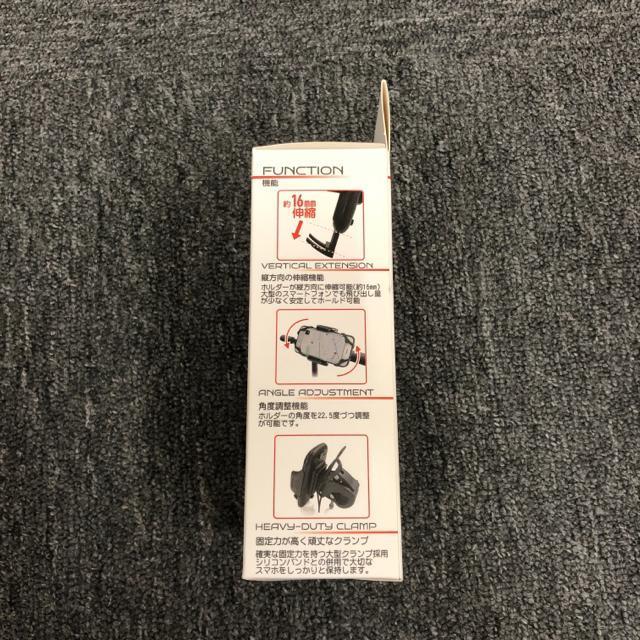 FUNCTION
機能
約16mm
伸縮
VERTICAL EXTENSION
縦方向の伸縮機能
ホルダーが縦方向に伸縮可能(約16mm)
大型のスマートフォンでも飛び出し量
が少なく安定してホールド可能
ANGLE ADJUSTMENT
角度調整機能
ホルダーの角度を22.5度づつ調整
が可能です。
HEAVY-DUTY CLAMP
固定力が高く頑丈なクランプ
確実な固定力を持つ大型クランプ採用
シリコンバンドとの併用で大切な
スマホをしっかりと保持します。